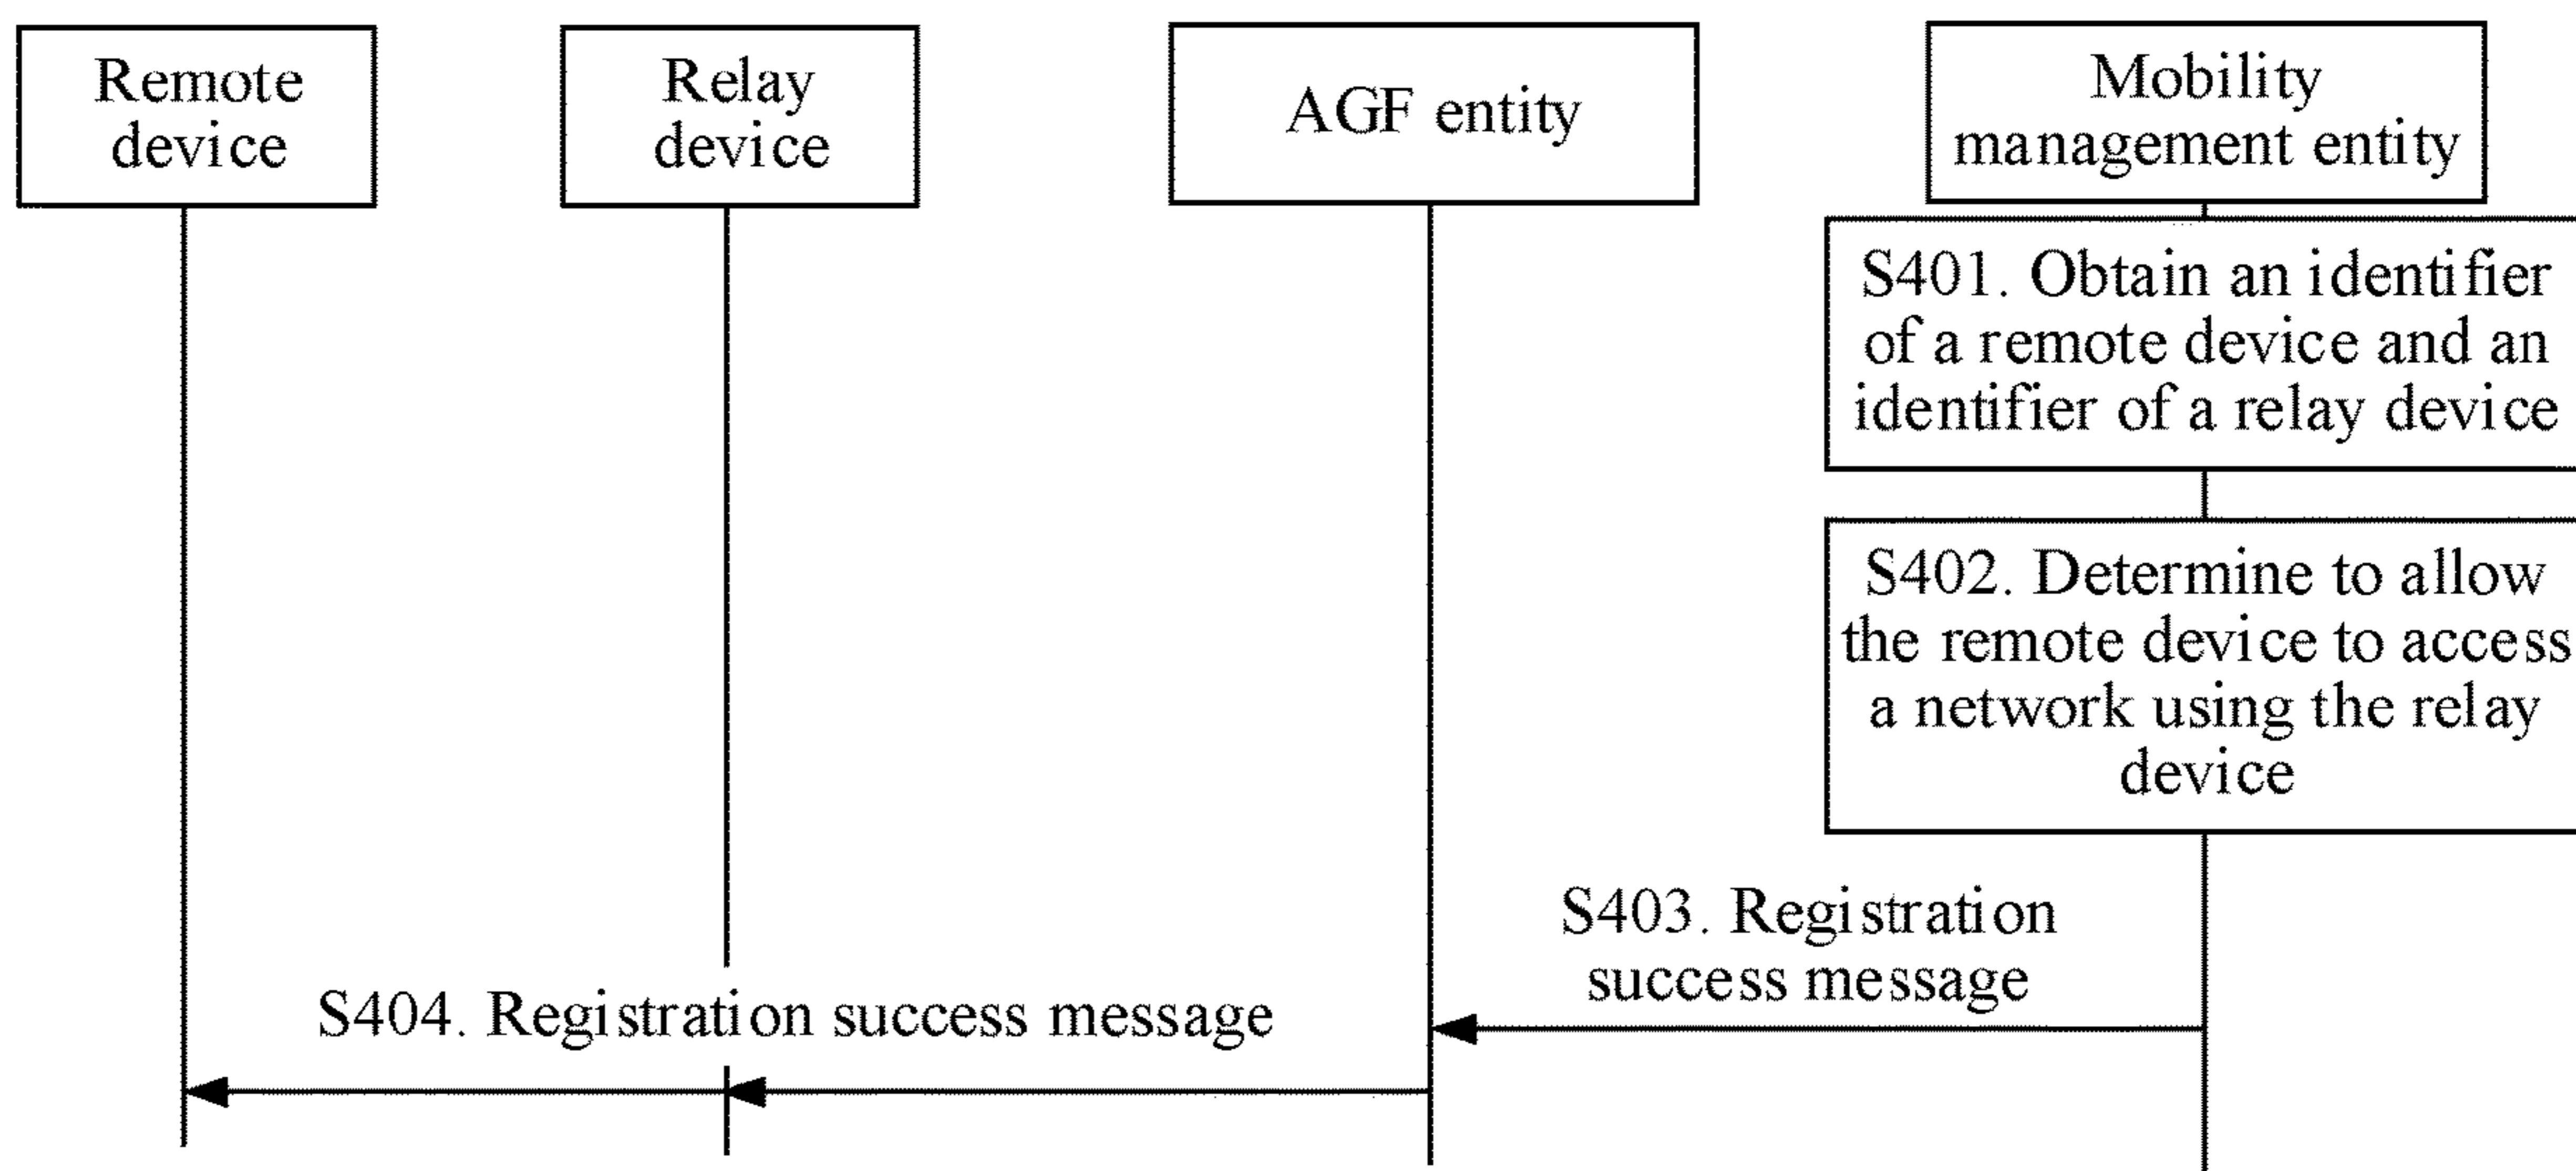 Remote
device
Relay
device
AGF entity
Mobility
management entity
S401. Obtain an identifier
of a remote device and an
identifier of a relay device
S402. Determine to allow
the remote device to access
a network using the relay
device
S403. Registration
success message
S404. Registration success message